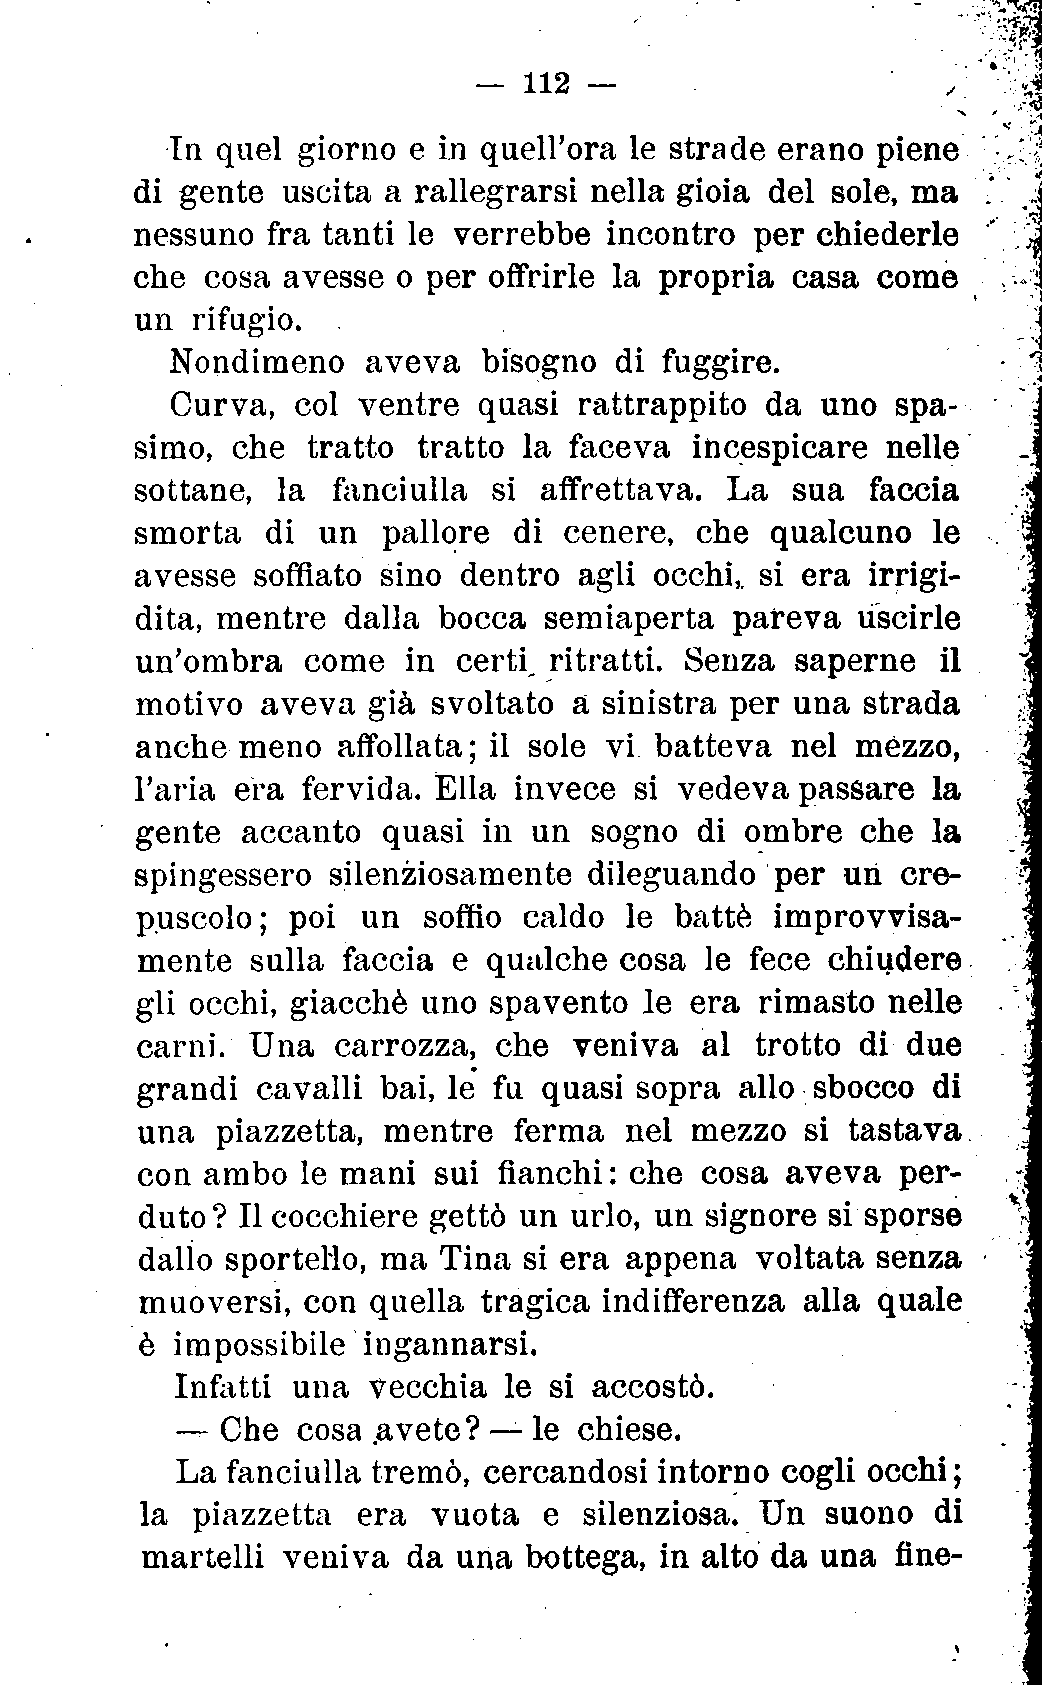 — 112 —
In quel giorno e in quell'ora le strade erano piene
di gente uscita a rallegrarsi nella gioia del sole, ma
nessuno fra tanti le verrebbe incontro per chiederle
che cosa avesse o per offrirle la propria casa come
un rifugio.
Nondimeno aveva bisogno di fuggire.
Curva, col ventre quasi rattrappito da uno spa-
simo, che tratto tratto la faceva incespicare nelle
sottane, la fanciulla si affrettava. La sua faccia
smorta di un pallore di cenere, che qualcuno le
avesse soffiato sino dentro agli occhi, si era irrigi-
dita, mentre dalla bocca semiaperta pareva uscirle
un'ombra come in certi ritratti. Senza saperne il
motivo aveva già svoltato a sinistra per una strada
anche meno affollata; il sole vi batteva nel mezzo,
l'aria era fervida. Ella invece si vedeva passare la
gente accanto quasi in un sogno di ombre che la
spingessero silenziosamente dileguando per un cre-
puscolo; poi un soffio caldo le battè improvvisa-
mente sulla faccia e qualche cosa le fece chiudere
gli occhi, giacchè uno spavento le era rimasto nelle
carni. Una carrozza, che veniva al trotto di due
grandi cavalli bai, le fu quasi sopra allo sbocco di
una piazzetta, mentre ferma nel mezzo si tastava
con ambo le mani sui fianchi: che cosa aveva per-
duto? Il cocchiere gettò un urlo, un signore si sporse
dallo sportello, ma Tina si era appena voltata senza
muoversi, con quella tragica indifferenza alla quale
è impossibile ingannarsi.
Infatti una vecchia le si accostò.
— Che cosa avete? — le chiese.
La fanciulla tremò, cercandosi intorno cogli occhi;
la piazzetta era vuota e silenziosa. Un suono di
martelli veniva da una bottega, in alto da una fine-